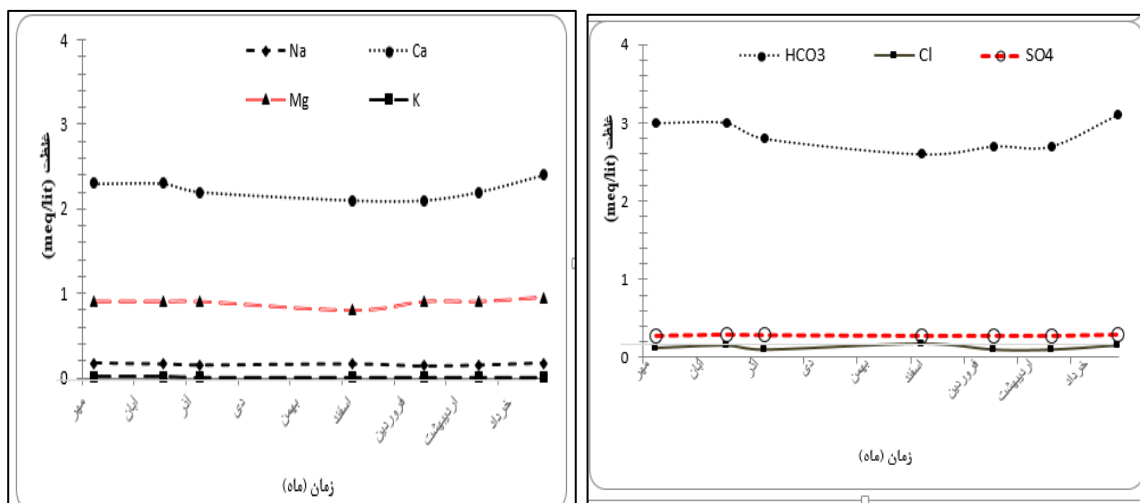 Na
Ca
Mg
K
4
3
2
1
0
غلظت (meq/lit)
مهر
آبان
آذر
دی
بهمن
اسفند
فروردین
اردیبهشت
خرداد
زمان (ماه)
HCO3
Cl
SO4
4
3
2
1
0
غلظت (meq/lit)
مهر
آبان
آذر
دی
بهمن
اسفند
فروردین
اردیبهشت
خرداد
زمان (ماه)